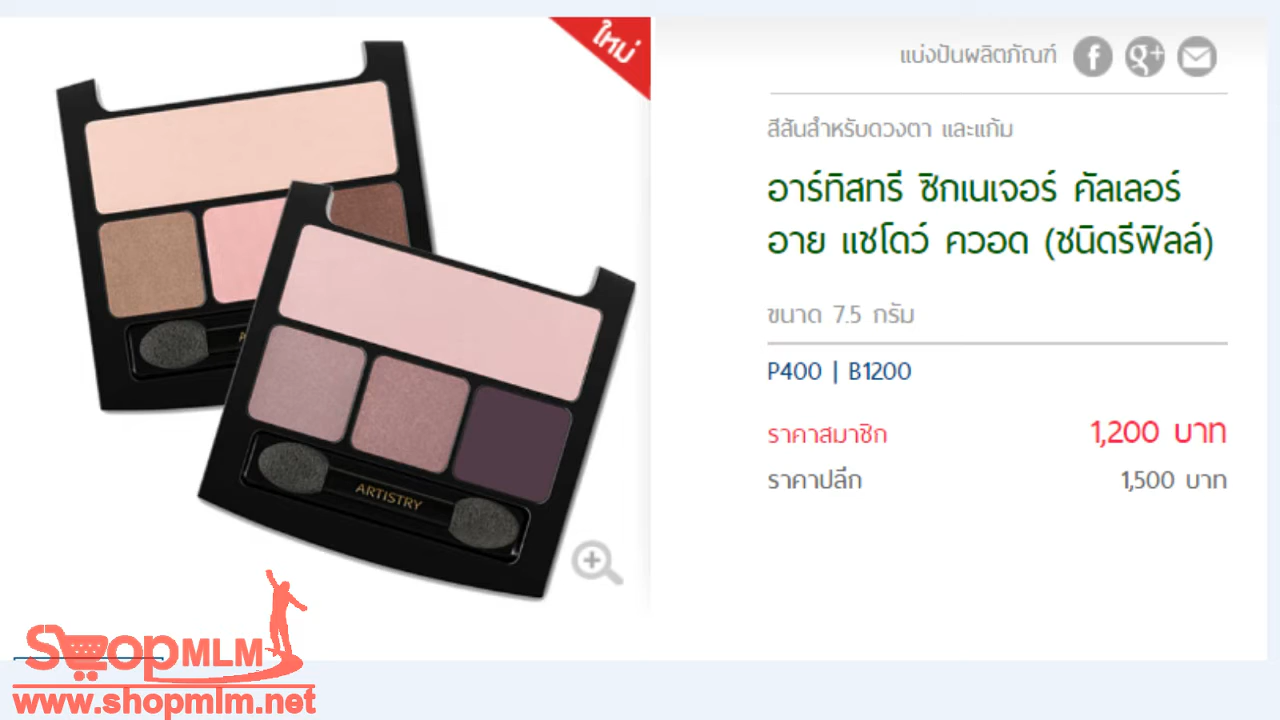 ใหม่
แบ่งปันผลิตภัณฑ์ f g+
สีสันสำหรับดวงตา และแก้ม
อาร์ทิสทรี ซิกเนเจอร์ คัลเลอร์
อาย แชโดว์ ควอด (ชนิดรีฟิลล์)
ขนาด 7.5 กรัม
P400 | B1200
ราคาสมาชิก 1,200 บาท
ราคาปลีก 1,500 บาท
ARTISTRY
SHOPMLM
www.shopmlm.net